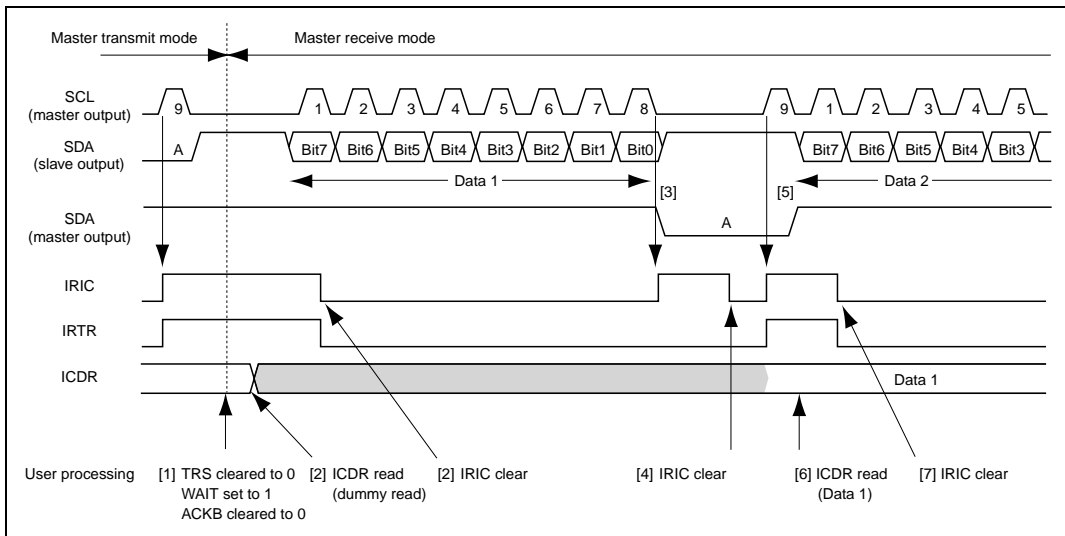 Master transmit mode Master receive mode
SCL
(master output)
9 1 2 3 4 5 6 7 8 9 1 2 3 4 5
SDA
(slave output)
A Bit7 Bit6 Bit5 Bit4 Bit3 Bit2 Bit1 Bit0 Bit7 Bit6 Bit5 Bit4 Bit3
Data 1 [3] [5] Data 2
SDA
(master output)
A
IRIC
IRTR
ICDR
Data 1
User processing [1] TRS cleared to 0 [2] ICDR read [2] IRIC clear [4] IRIC clear [6] ICDR read [7] IRIC clear
WAIT set to 1 (dummy read) (Data 1)
ACKB cleared to 0